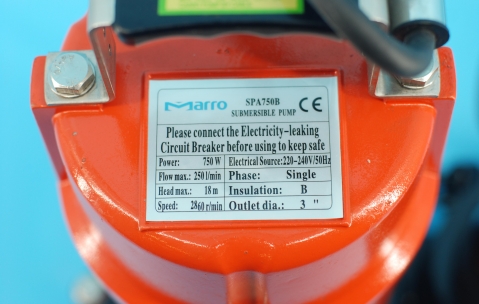 Marro SPA750B CE
SUBMERSIBLE PUMP
Please connect the Electricity-leaking
Circuit Breaker before using to keep safe
Power: 750 W Electrical Source:220-240V/50Hz
Flow max.: 250 l/min Phase: Single
Head max.: 18 m Insulation: B
Speed: 2860 r/min Outlet dia.: 3 "